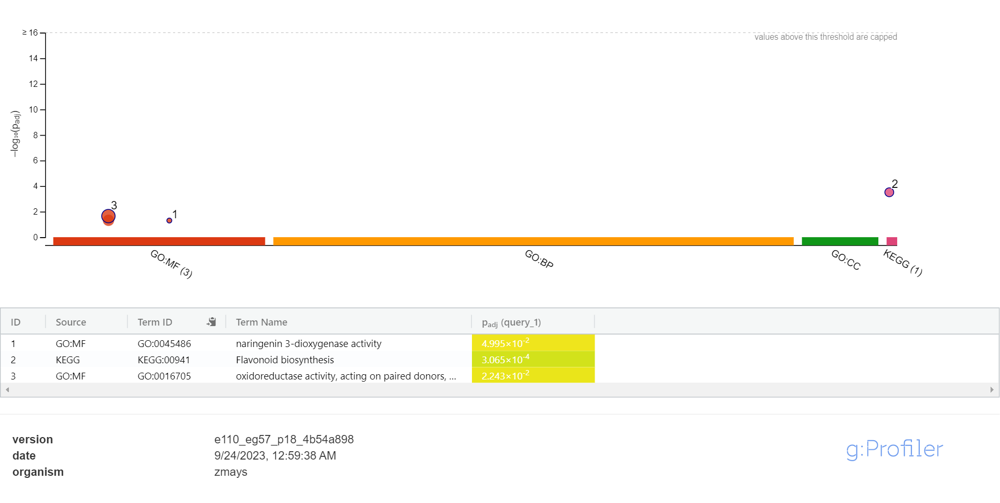 ≥ 16
values above this threshold are capped
14
12
10
8
6
4
2
0
–log₁₀(padj)
3
1
2
GO:MF (3)
GO:BP
GO:CC
KEGG (1)
ID Source Term ID Term Name padj (query_1)
1 GO:MF GO:0045486 naringenin 3-dioxygenase activity 4.995×10⁻²
2 KEGG KEGG:00941 Flavonoid biosynthesis 3.065×10⁻⁴
3 GO:MF GO:0016705 oxidoreductase activity, acting on paired donors, ... 2.243×10⁻²
version e110_eg57_p18_4b54a898
date 9/24/2023, 12:59:38 AM
organism zmays
g:Profiler